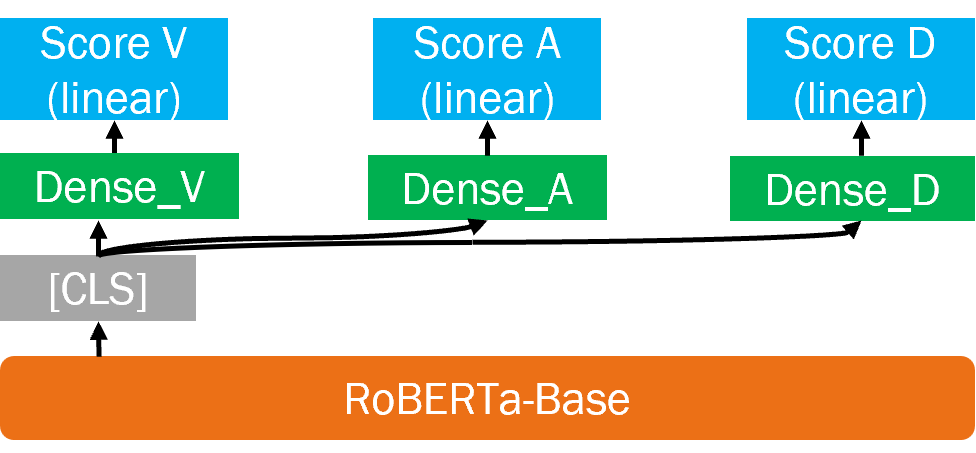 Score V
(linear)
Score A
(linear)
Score D
(linear)
Dense_V
Dense_A
Dense_D
[CLS]
RoBERTa-Base